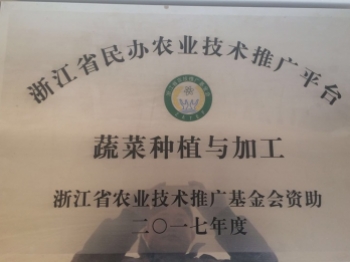 浙江省民办农业技术推广平台
蔬菜种植与加工
浙江省农业技术推广基金会资助
二〇一七年度